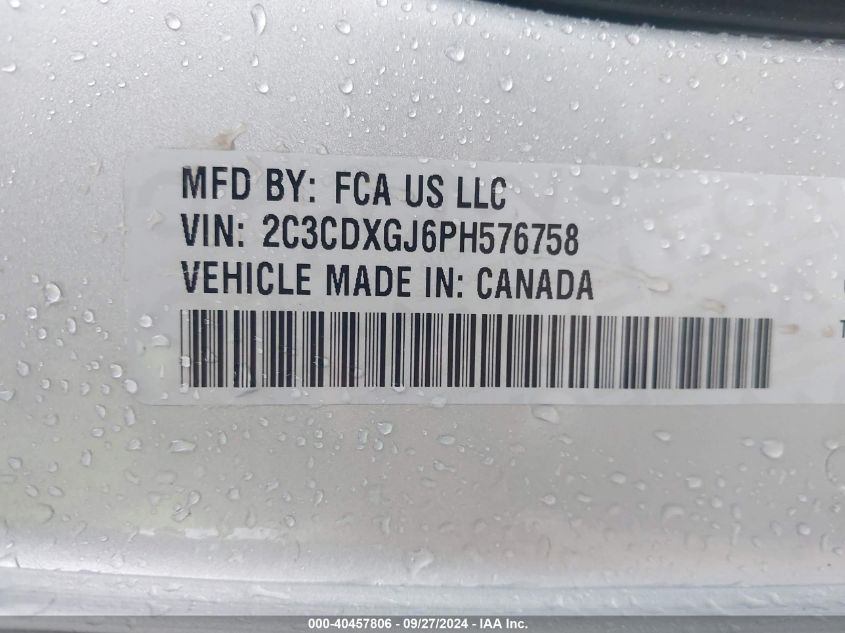 MFD BY: FCA US LLC
VIN: 2C3CDXGJ6PH576758
VEHICLE MADE IN: CANADA
000-40457806 - 09/27/2024 - IAA Inc.